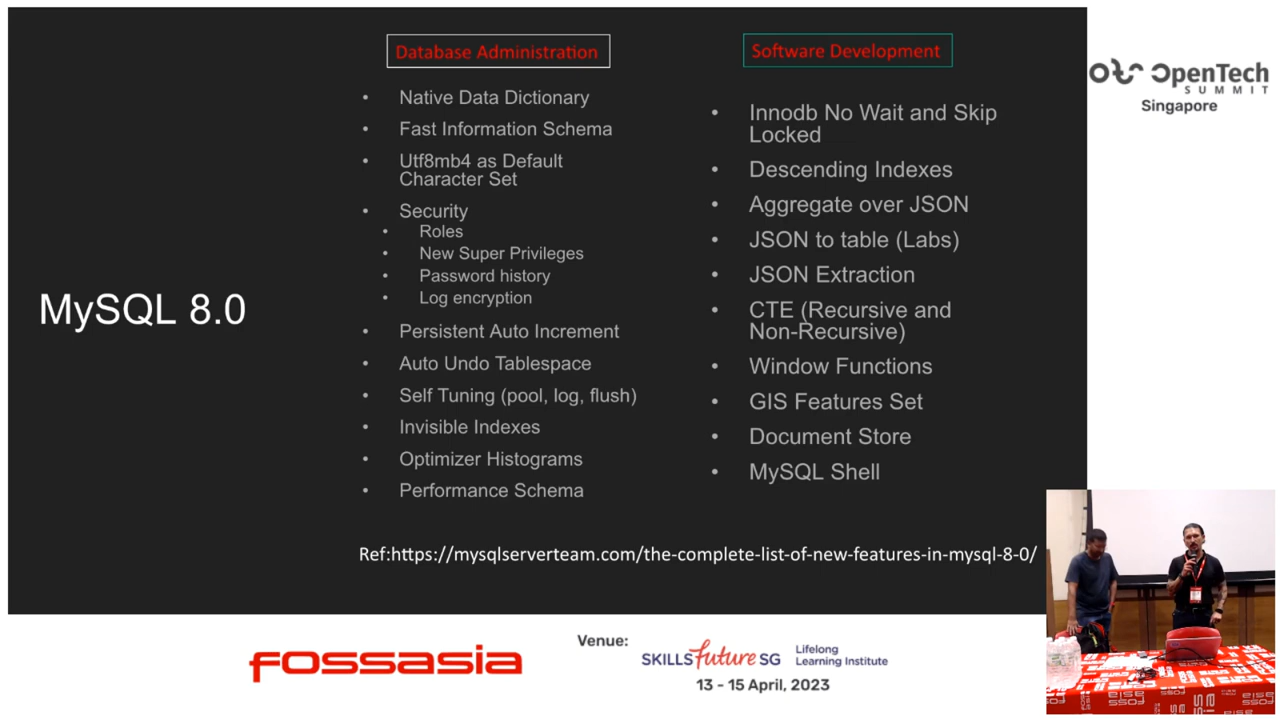 MySQL 8.0
Database Administration
• Native Data Dictionary
• Fast Information Schema
• Utf8mb4 as Default
Character Set
• Security
• Roles
• New Super Privileges
• Password history
• Log encryption
• Persistent Auto Increment
• Auto Undo Tablespace
• Self Tuning (pool, log, flush)
• Invisible Indexes
• Optimizer Histograms
• Performance Schema
Software Development
• Innodb No Wait and Skip
Locked
• Descending Indexes
• Aggregate over JSON
• JSON to table (Labs)
• JSON Extraction
• CTE (Recursive and
Non-Recursive)
• Window Functions
• GIS Features Set
• Document Store
• MySQL Shell
Ref:https://mysqlserverteam.com/the-complete-list-of-new-features-in-mysql-8-0/
OpenTech
SUMMIT
Singapore
fossasia
Venue:
SKILLS future SG
Lifelong
Learning Institute
13 - 15 April, 2023